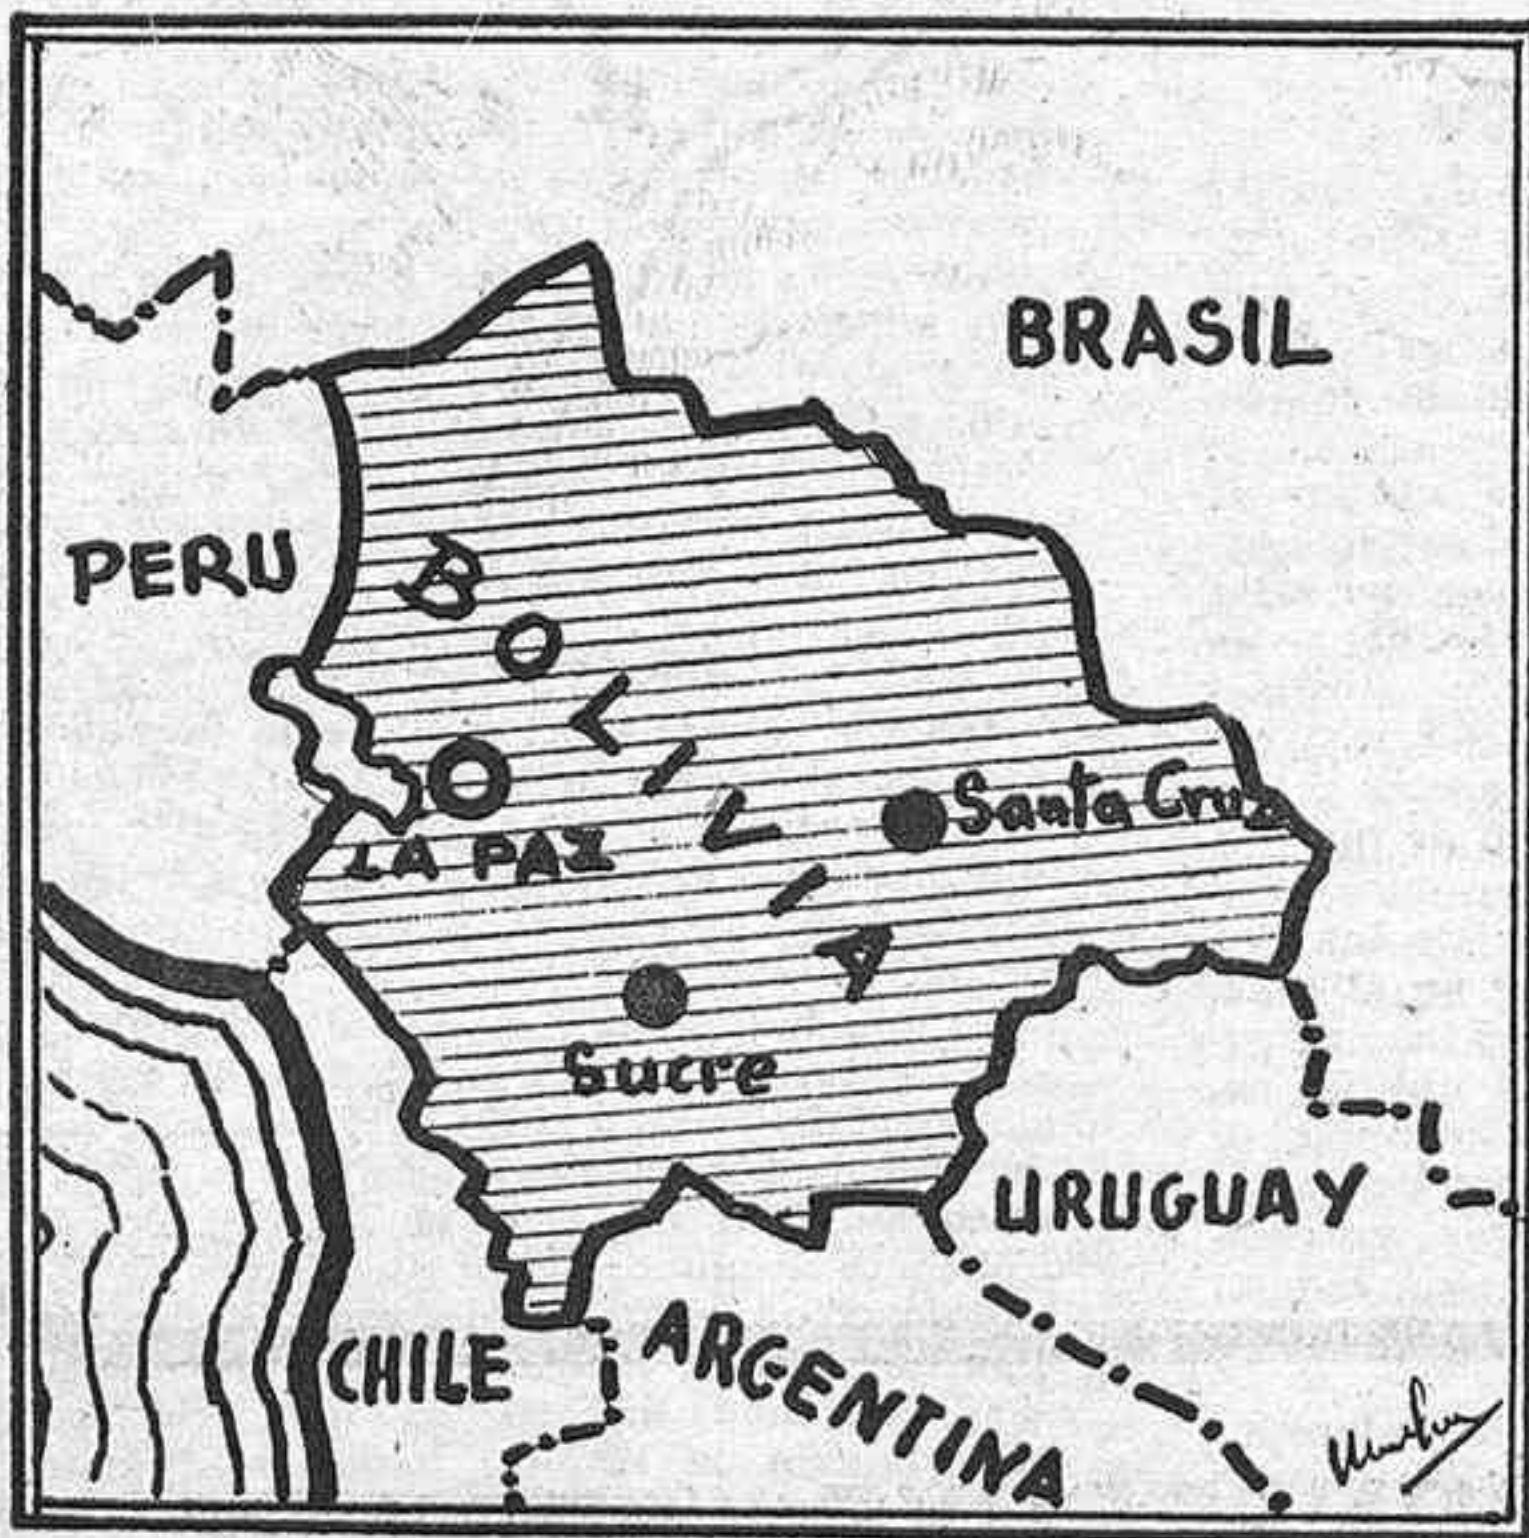 BRASIL
PERU
BOLIVIA
Santa Cruz
LA PAZ
Sucre
URUGUAY
CHILE
ARGENTINA